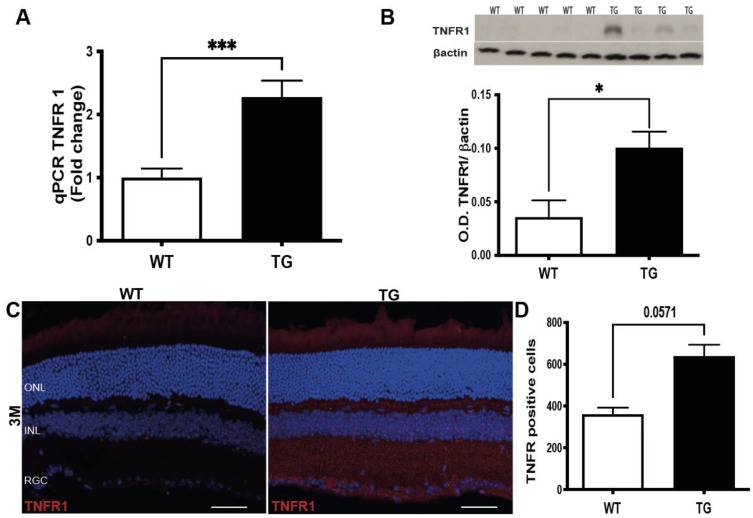 A
qPCR TNFR 1
(Fold change)
3
2
1
0
***
WT
TG
B
WT WT WT WT WT TG TG TG TG
TNFR1
βactin
O.D. TNFR1/ βactin
0.15
0.10
0.05
0.00
*
WT
TG
C
WT
TG
3M
ONL
INL
RGC
TNFR1
TNFR1
D
TNFR positive cells
800
600
400
200
0
0.0571
WT
TG